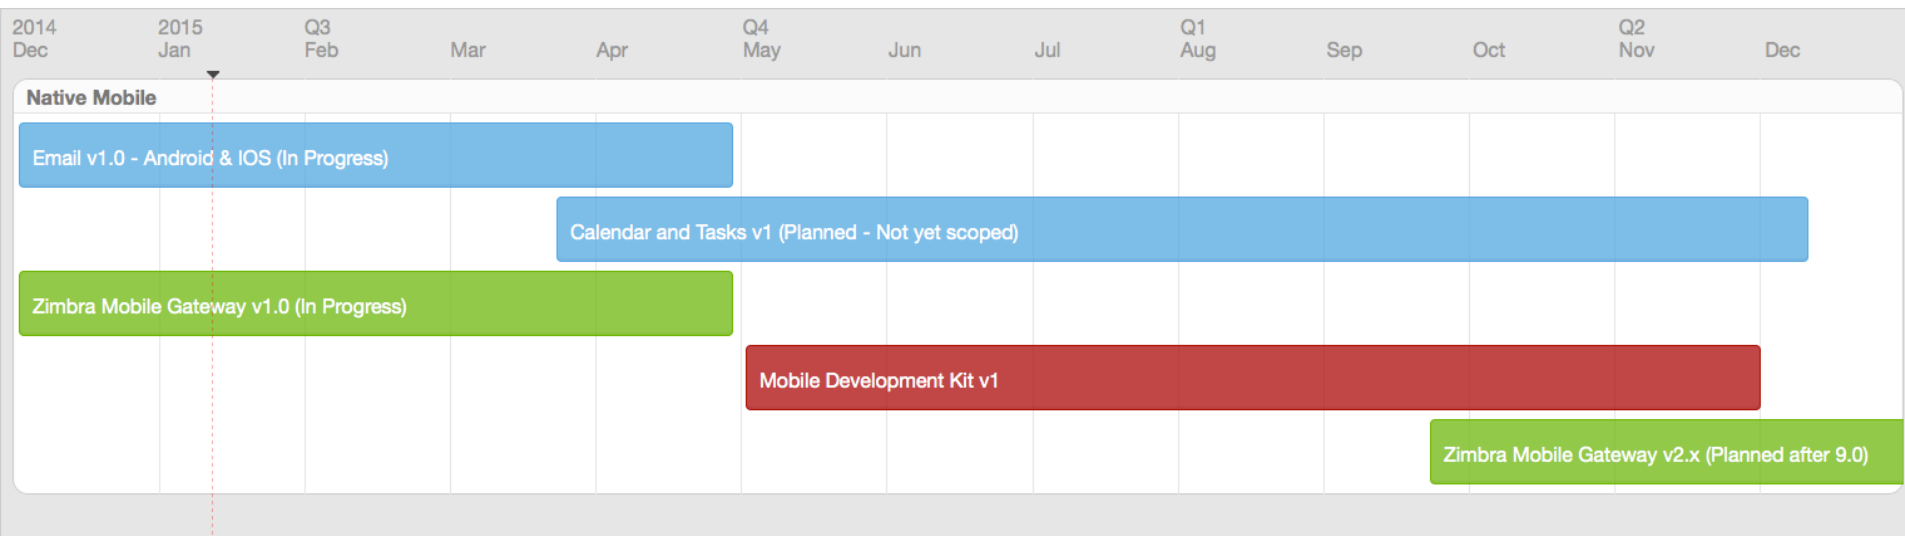 2014 2015 Q3 Q4 Q1 Q2
Dec Jan Feb Mar Apr May Jun Jul Aug Sep Oct Nov Dec
Native Mobile
Email v1.0 - Android & IOS (In Progress)
Calendar and Tasks v1 (Planned - Not yet scoped)
Zimbra Mobile Gateway v1.0 (In Progress)
Mobile Development Kit v1
Zimbra Mobile Gateway v2.x (Planned after 9.0)